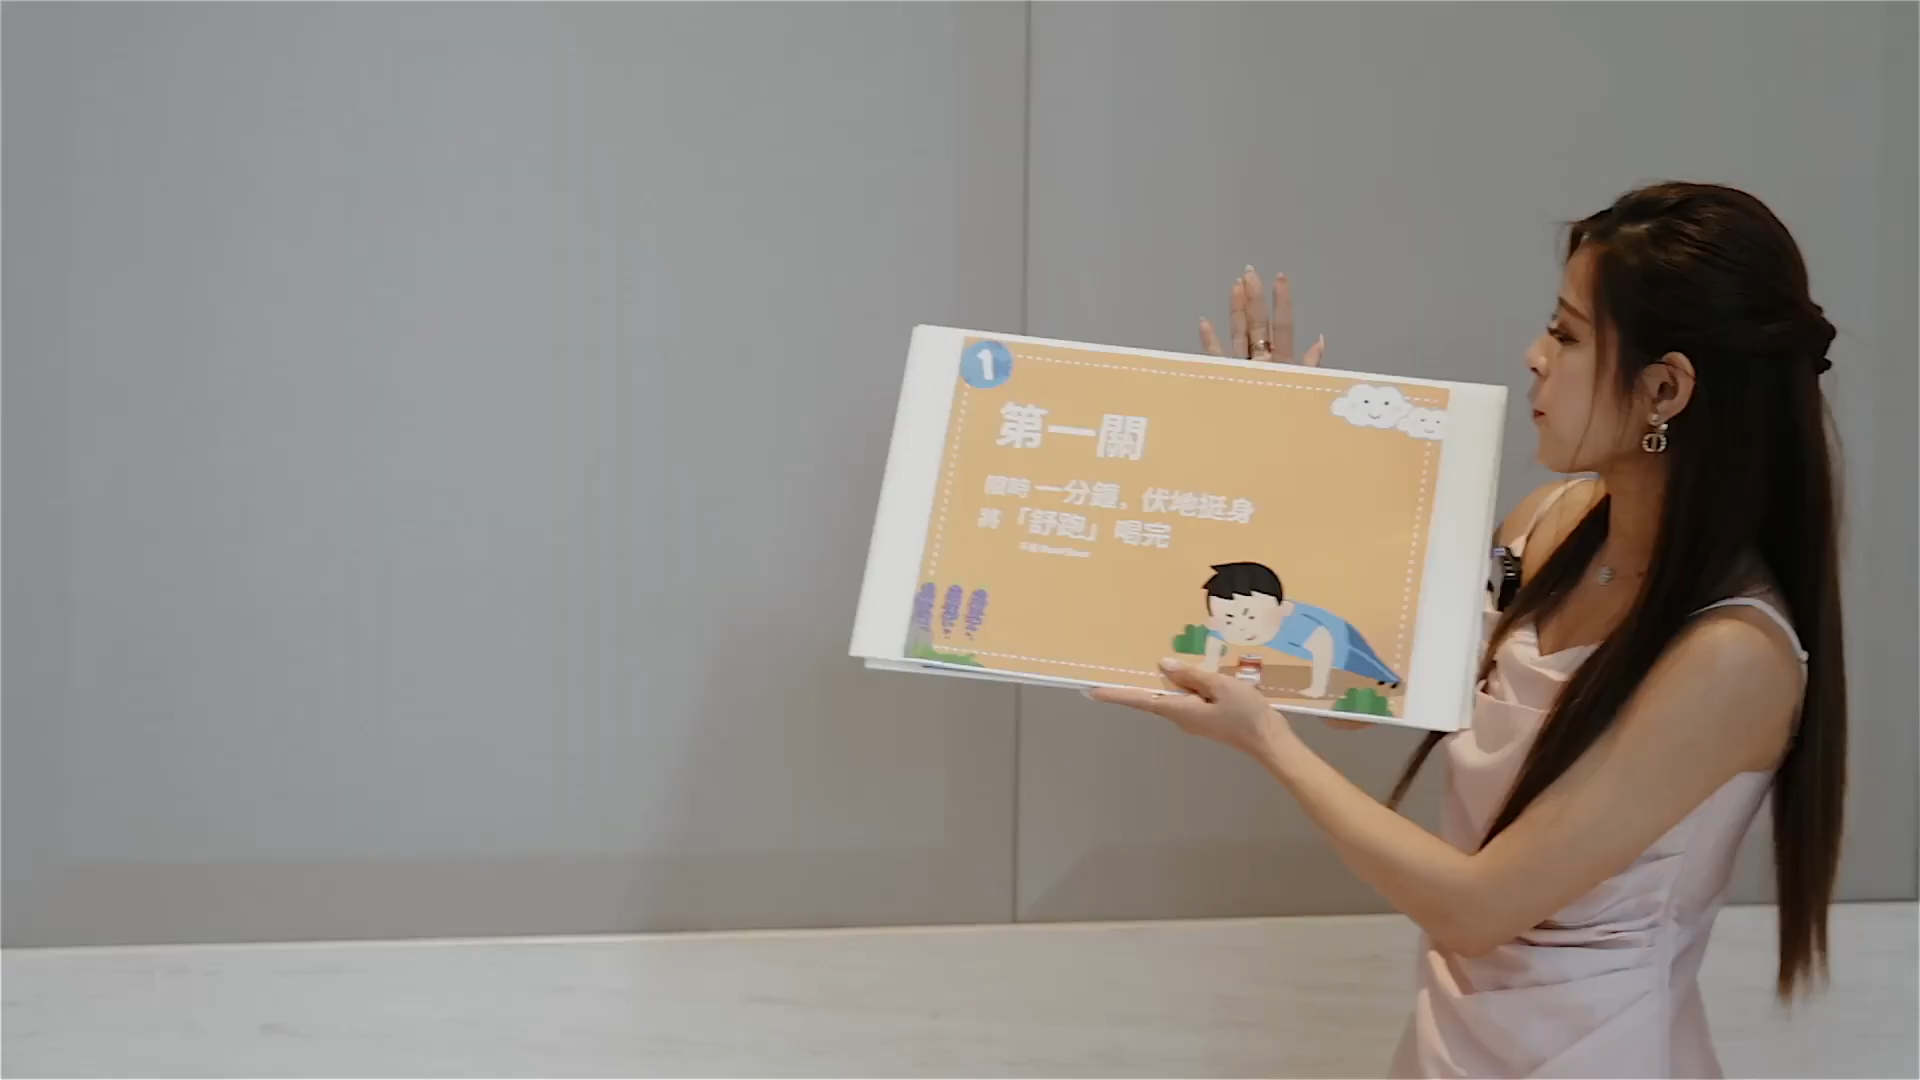 1
第一關
限時 一分鐘，伏地挺身
將 「舒跑」 喝完